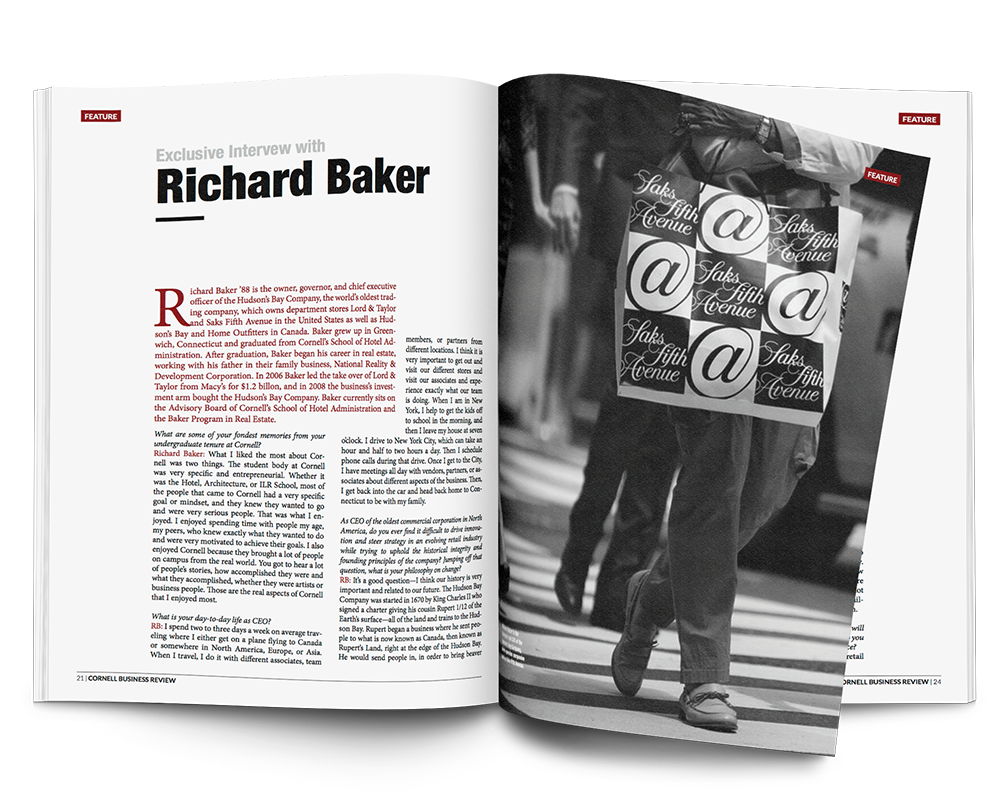 FEATURE
Exclusive Intervew with
Richard Baker
Richard Baker '88 is the owner, governor, and chief executive
officer of the Hudson's Bay Company, the world's oldest trad-
ing company, which owns department stores Lord & Taylor
and Saks Fifth Avenue in the United States as well as Hud-
son's Bay and Home Outfitters in Canada. Baker grew up in Green-
wich, Connecticut and graduated from Cornell's School of Hotel Ad-
ministration. After graduation, Baker began his career in real estate,
working with his father in their family business, National Reality &
Development Corporation. In 2006 Baker led the take over of Lord &
Taylor from Macy's for $1.2 billon, and in 2008 the business's invest-
ment arm bought the Hudson's Bay Company. Baker currently sits on
the Advisory Board of Cornell's School of Hotel Administration and
the Baker Program in Real Estate.
What are some of your fondest memories from your
undergraduate tenure at Cornell?
Richard Baker: What I liked the most about Cor-
nell was two things. The student body at Cornell
was very specific and entrepreneurial. Whether it
was the Hotel, Architecture, or ILR School, most of
the people that came to Cornell had a very specific
goal or mindset, and they knew they wanted to go
and were very serious people. That was what I en-
joyed. I enjoyed spending time with people my age,
my peers, who knew exactly what they wanted to do
and were very motivated to achieve their goals. I also
enjoyed Cornell because they brought a lot of people
on campus from the real world. You got to hear a lot
of people's stories, how accomplished they were and
what they accomplished, whether they were artists or
business people. Those are the real aspects of Cornell
that I enjoyed most.
What is your day-to-day life as CEO?
RB: I spend two to three days a week on average trav-
eling where I either get on a plane flying to Canada
or somewhere in North America, Europe, or Asia.
When I travel, I do it with different associates, team
members, or partners from
different locations. I think it is
very important to get out and
visit our different stores and
visit our associates and expe-
rience exactly what our team
is doing. When I am in New
York, I help to get the kids off
to school in the morning, and
then I leave my house at seven
oclock. I drive to New York City, which can take an
hour and half to two hours a day. Then I schedule
phone calls during that drive. Once I get to the City,
I have meetings all day with vendors, partners, or as-
sociates about different aspects of the business. Then,
I get back into the car and head back home to Con-
necticut to be with my family.
As CEO of the oldest commercial corporation in North
America, do you ever find it difficult to drive innova-
tion and steer strategy in an evolving retail industry
while trying to uphold the historical integrity and
founding principles of the company? Jumping off that
question, what is your philosophy on change?
RB: It's a good question—I think our history is very
important and related to our future. The Hudson Bay
Company was started in 1670 by King Charles II who
signed a charter giving his cousin Rupert 1/12 of the
Earth's surface—all of the land and trains to the Hud-
son Bay. Rupert began a business where he sent peo-
ple to what is now known as Canada, then known as
Rupert's Land, right at the edge of the Hudson Bay.
He would send people in, in order to bring beaver
21 | CORNELL BUSINESS REVIEW
FEATURE
Saks Fifth Avenue
@
Saks Fifth Avenue
@
Saks Fifth Avenue
@
Saks Fifth Avenue
@
Saks Fifth Avenue
FEATURE
will
you
ce?
retail
ORNELL BUSINESS REVIEW | 24